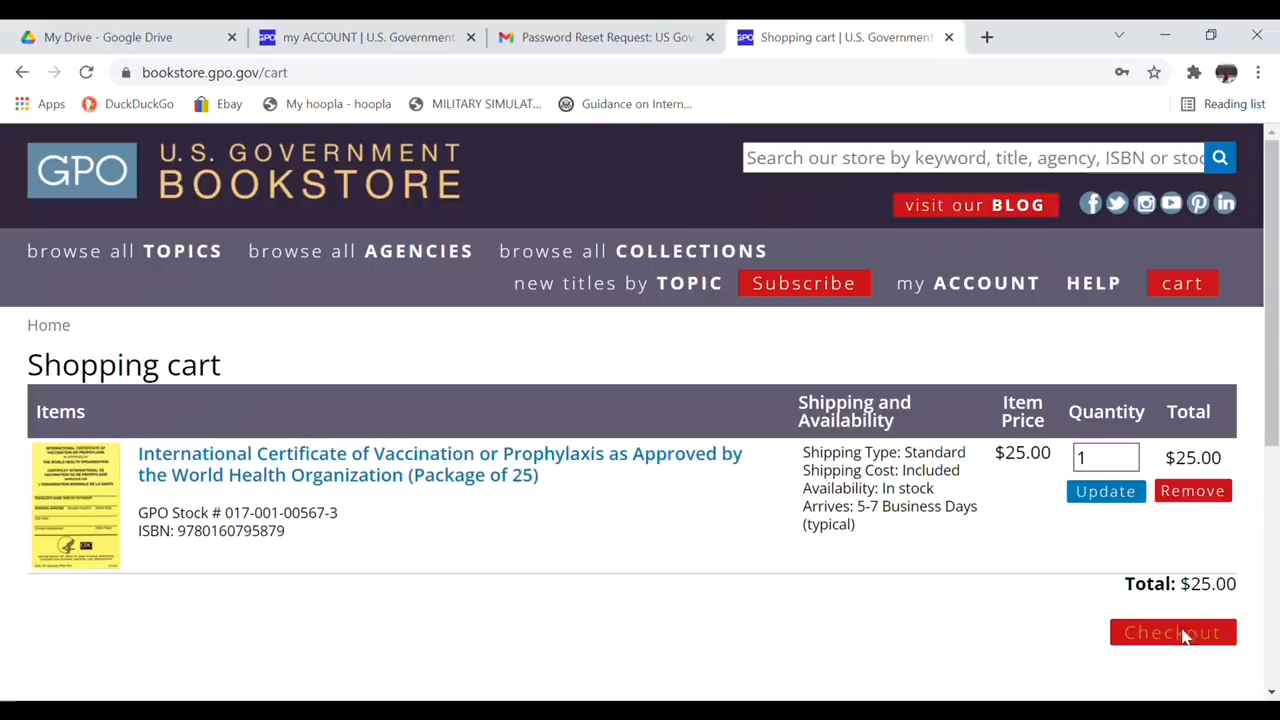 My Drive - Google Drive
my ACCOUNT | U.S. Government
Password Reset Request: US Gov
Shopping cart | U.S. Government
bookstore.gpo.gov/cart
Apps
DuckDuckGo
Ebay
My hoopla - hoopla
MILITARY SIMULAT...
Guidance on Intern...
Reading list
GPO
U.S. GOVERNMENT
BOOKSTORE
Search our store by keyword, title, agency, ISBN or stoc
visit our BLOG
browse all TOPICS
browse all AGENCIES
browse all COLLECTIONS
new titles by TOPIC
Subscribe
my ACCOUNT
HELP
cart
Home
Shopping cart
Items
Shipping and
Availability
Item
Price
Quantity
Total
International Certificate of Vaccination or Prophylaxis as Approved by
the World Health Organization (Package of 25)
GPO Stock # 017-001-00567-3
ISBN: 9780160795879
Shipping Type: Standard
Shipping Cost: Included
Availability: In stock
Arrives: 5-7 Business Days
(typical)
$25.00
1
$25.00
Update
Remove
Total: $25.00
Checkout